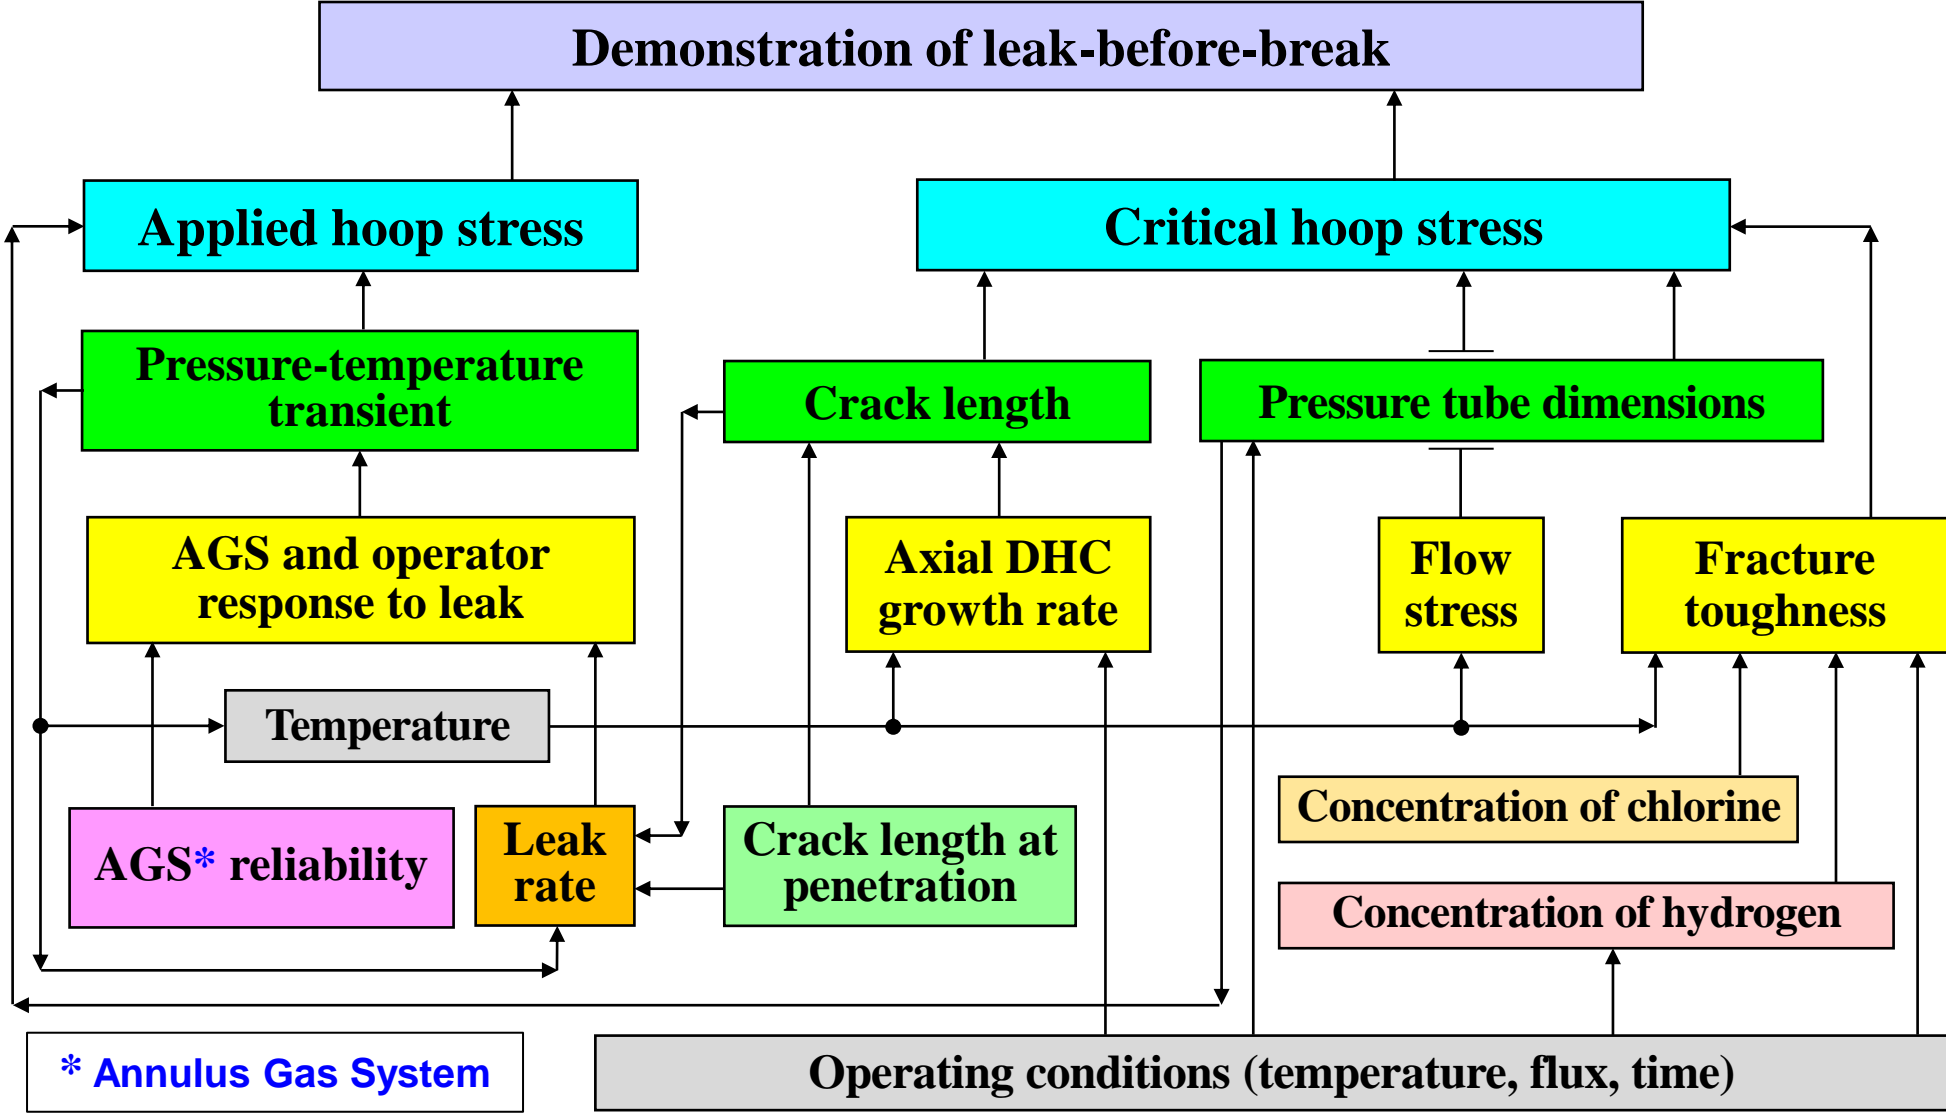 Demonstration of leak-before-break
Applied hoop stress
Critical hoop stress
Pressure-temperature
transient
Crack length
Pressure tube dimensions
AGS and operator
response to leak
Axial DHC
growth rate
Flow
stress
Fracture
toughness
Temperature
AGS* reliability
Leak
rate
Crack length at
penetration
Concentration of chlorine
Concentration of hydrogen
* Annulus Gas System
Operating conditions (temperature, flux, time)